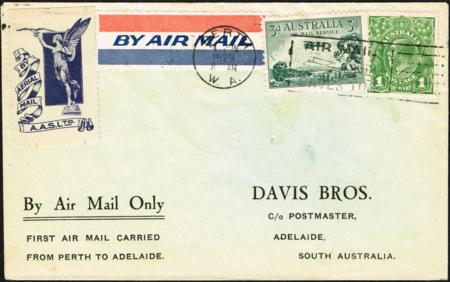 BY
AERIAL
MAIL
A.A.S.LTD.
BY AIR MAIL
PERTH
1929
W.A.
3d AUSTRALIA 3d
AIR MAIL SERVICE
AIR MAIL
AUSTRALIA
1 1
By Air Mail Only
FIRST AIR MAIL CARRIED
FROM PERTH TO ADELAIDE.
DAVIS BROS.
C/o POSTMASTER,
ADELAIDE,
SOUTH AUSTRALIA.